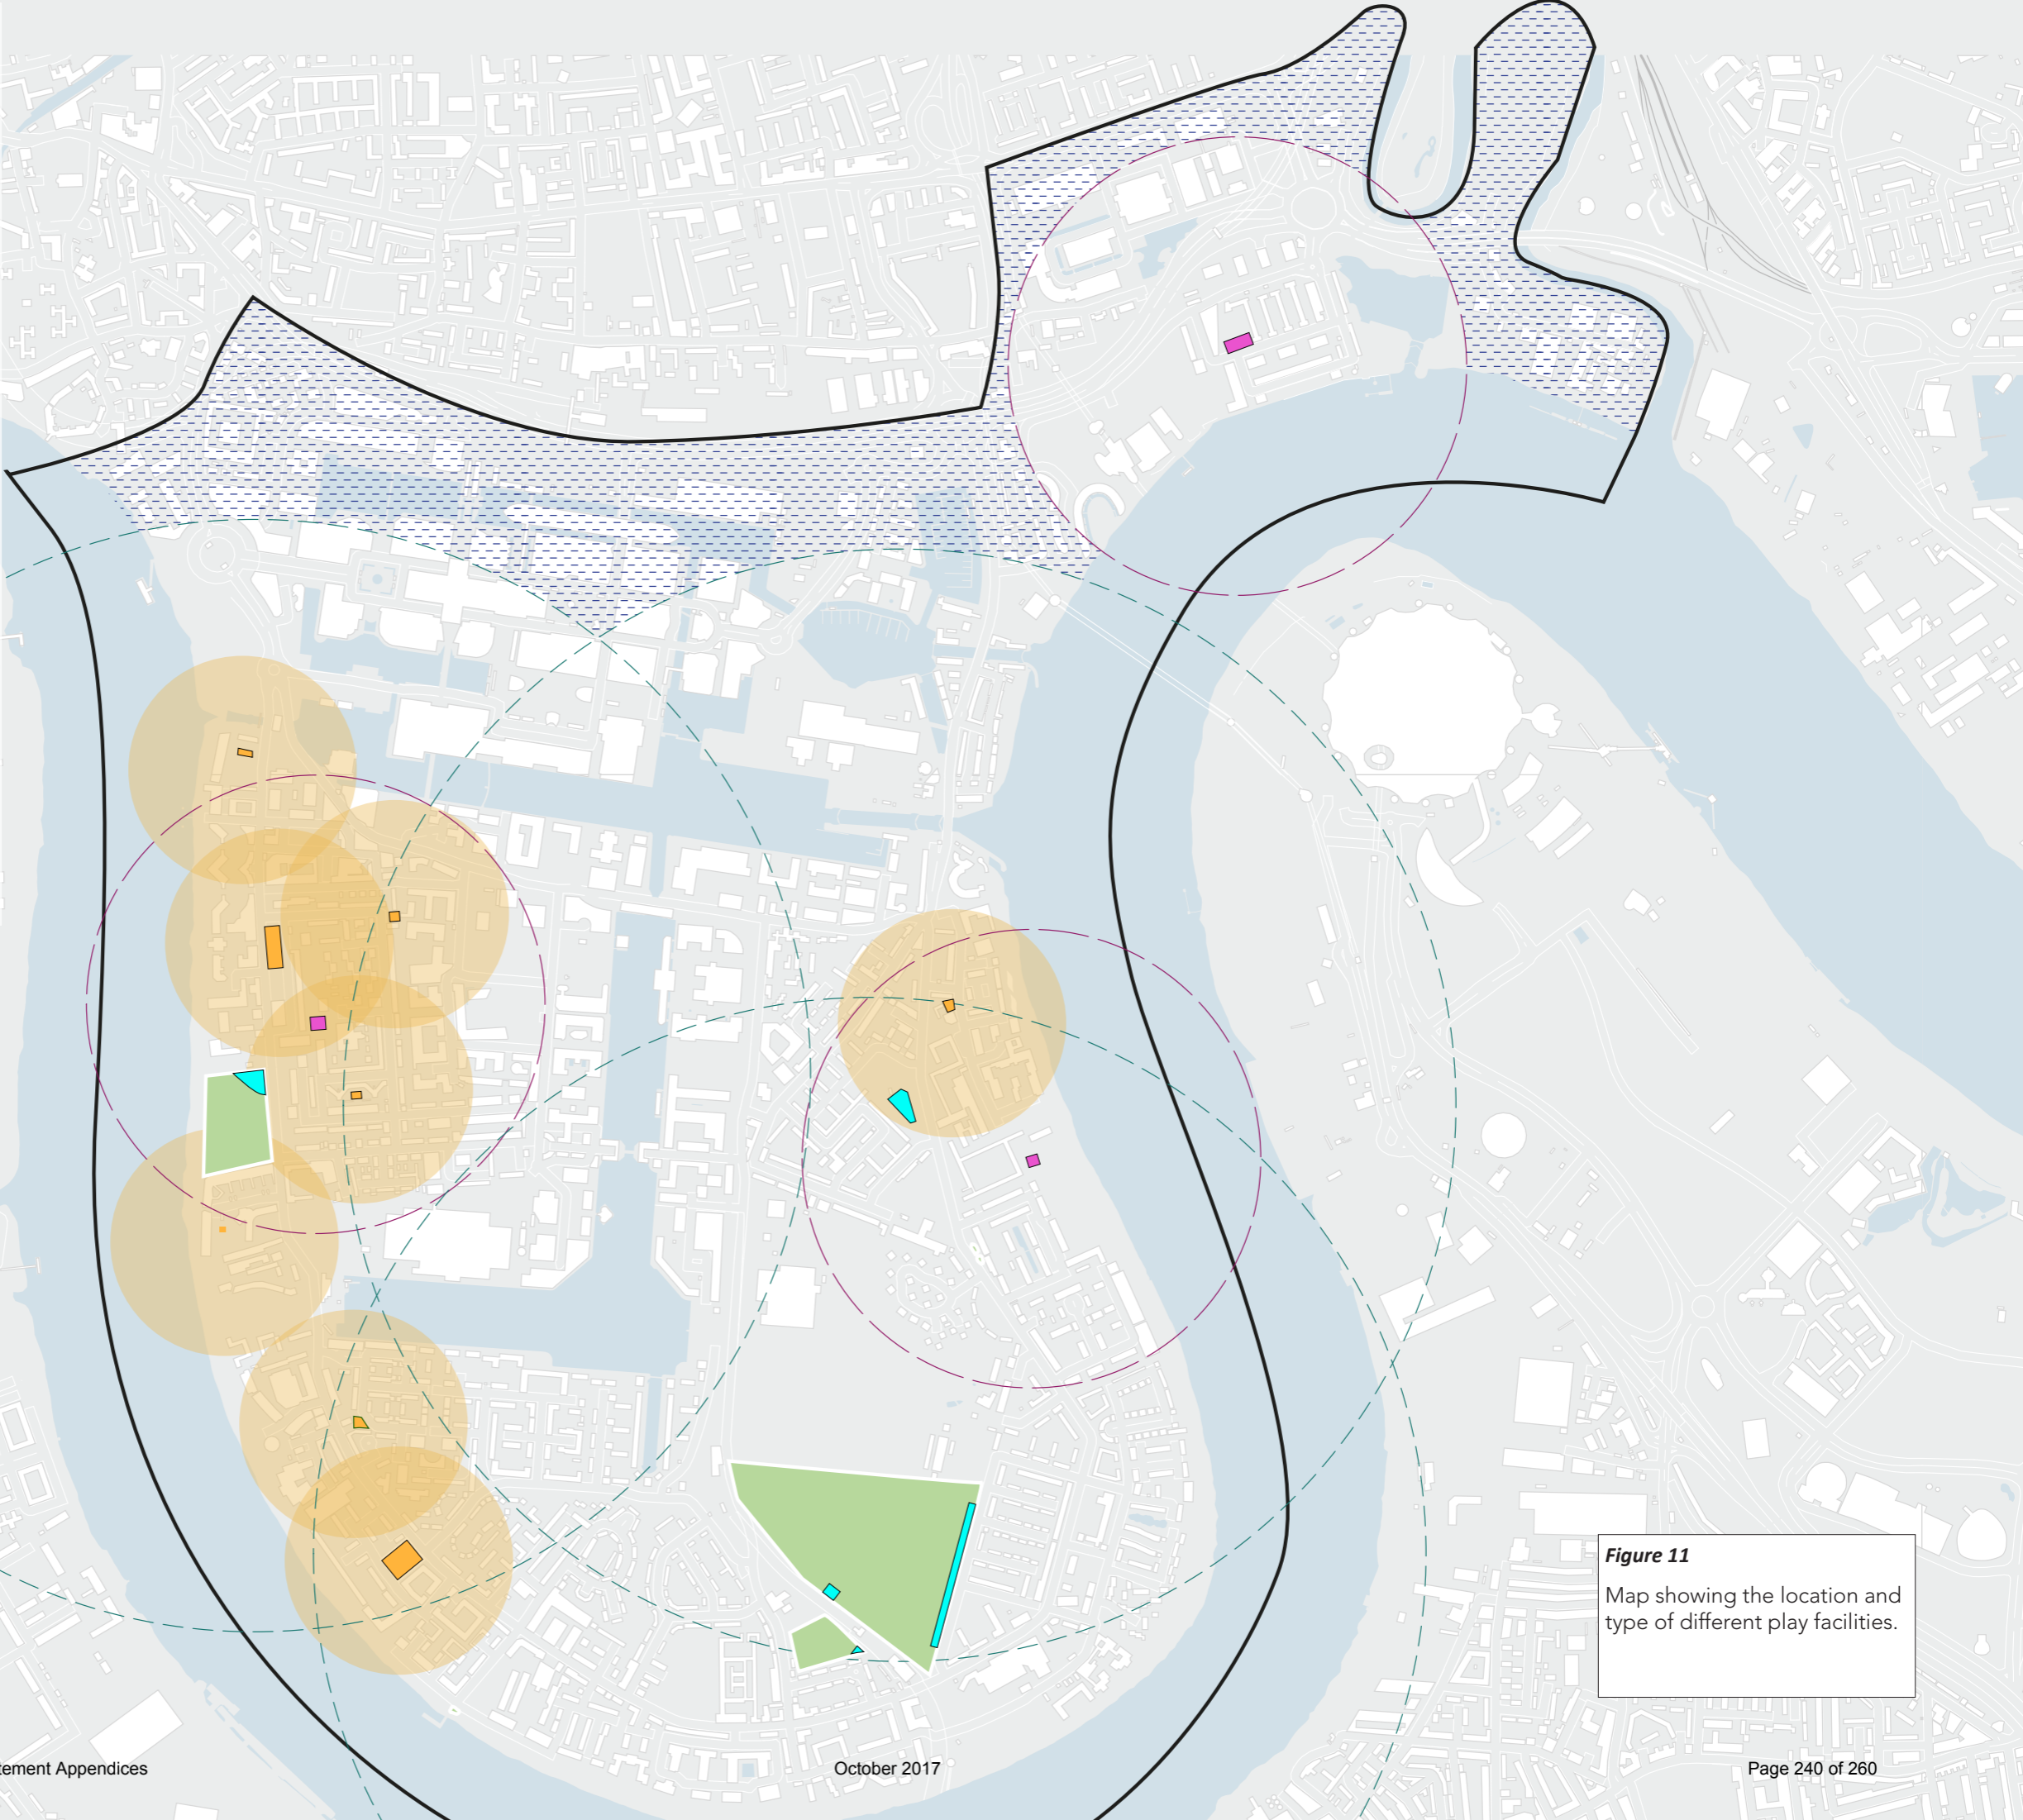 Figure 11
Map showing the location and
type of different play facilities.
tement Appendices
October 2017
Page 240 of 260